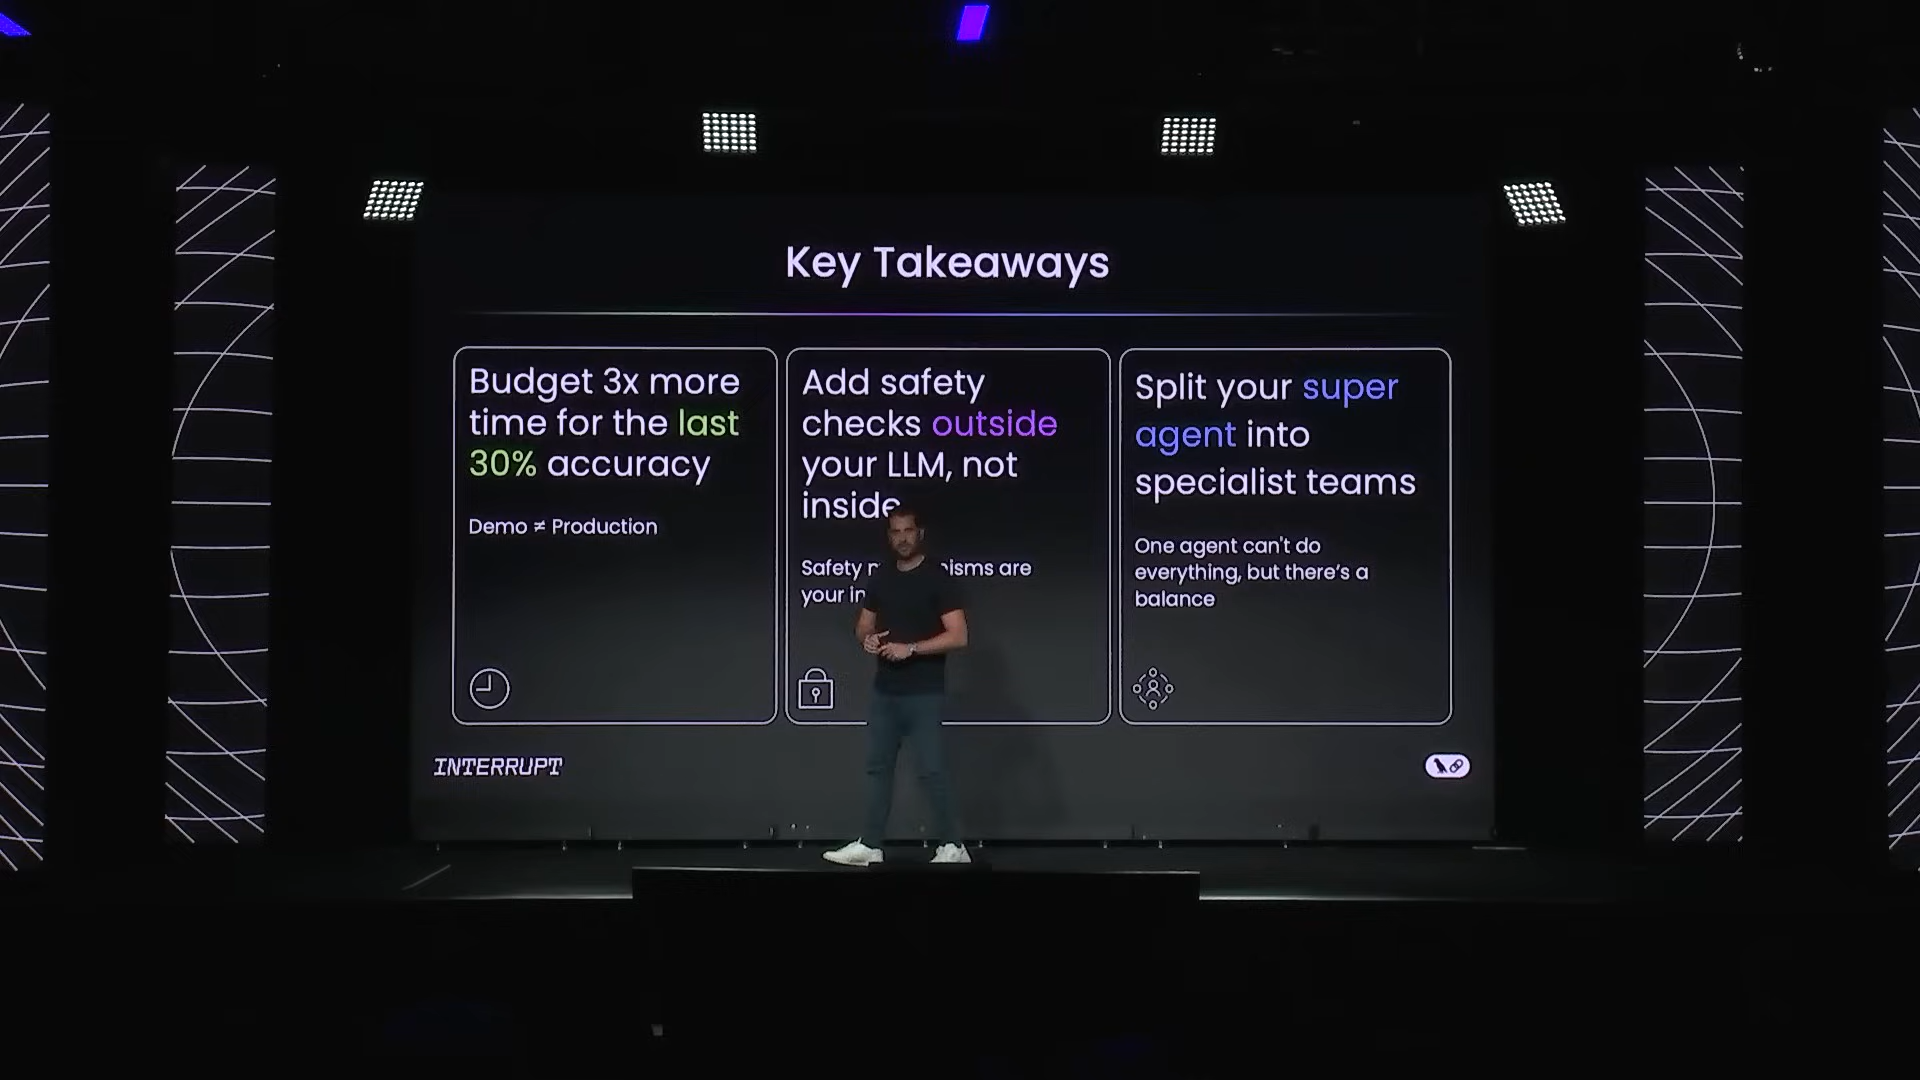 Key Takeaways
Budget 3x more
time for the last
30% accuracy
Demo ≠ Production
Add safety
checks outside
your LLM, not
inside
Safety are
your
Split your super
agent into
specialist teams
One agent can't do
everything, but there's a
balance
INTERRUPT